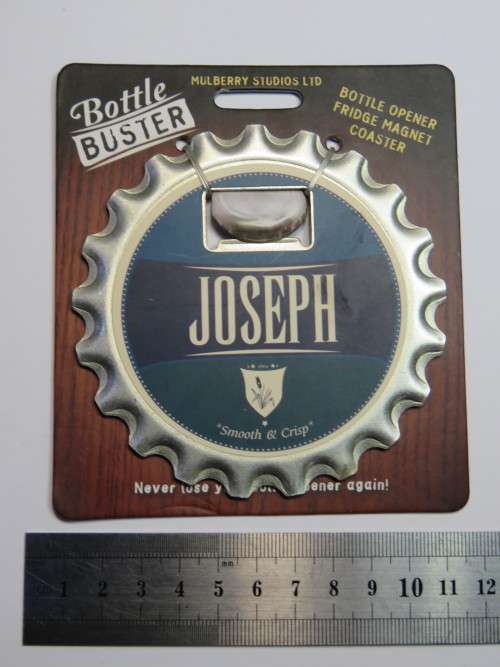 MULBERRY STUDIOS LTD
Bottle
BUSTER
BOTTLE OPENER
FRIDGE MAGNET
COASTER
JOSEPH
Smooth & Crisp
Never lose y again!
mm
1 2 3 4 5 6 7 8 9 10 11 12